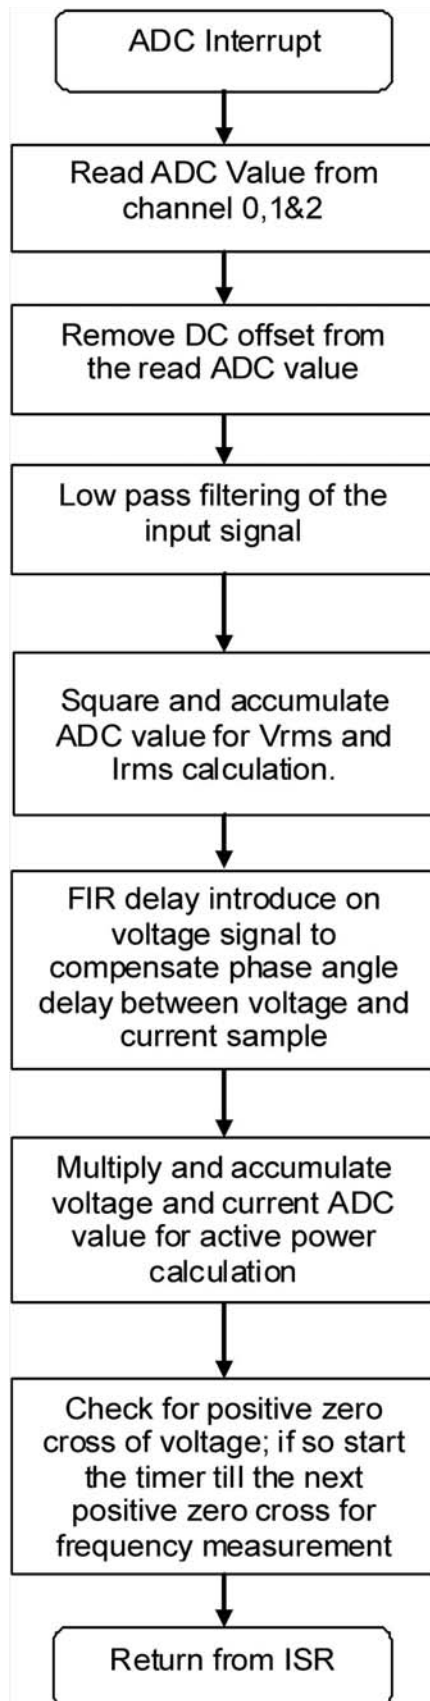 ADC Interrupt
Read ADC Value from
channel 0,1&2
Remove DC offset from
the read ADC value
Low pass filtering of the
input signal
Square and accumulate
ADC value for Vrms and
Irms calculation.
FIR delay introduce on
voltage signal to
compensate phase angle
delay between voltage and
current sample
Multiply and accumulate
voltage and current ADC
value for active power
calculation
Check for positive zero
cross of voltage; if so start
the timer till the next
positive zero cross for
frequency measurement
Return from ISR